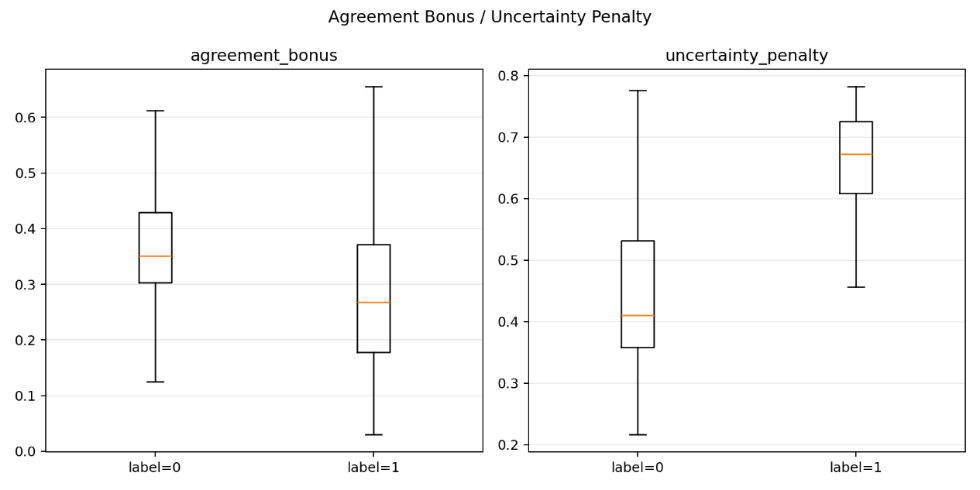 Agreement Bonus / Uncertainty Penalty
agreement_bonus
0.6
0.5
0.4
0.3
0.2
0.1
0.0
label=0 label=1
uncertainty_penalty
0.8
0.7
0.6
0.5
0.4
0.3
0.2
label=0 label=1